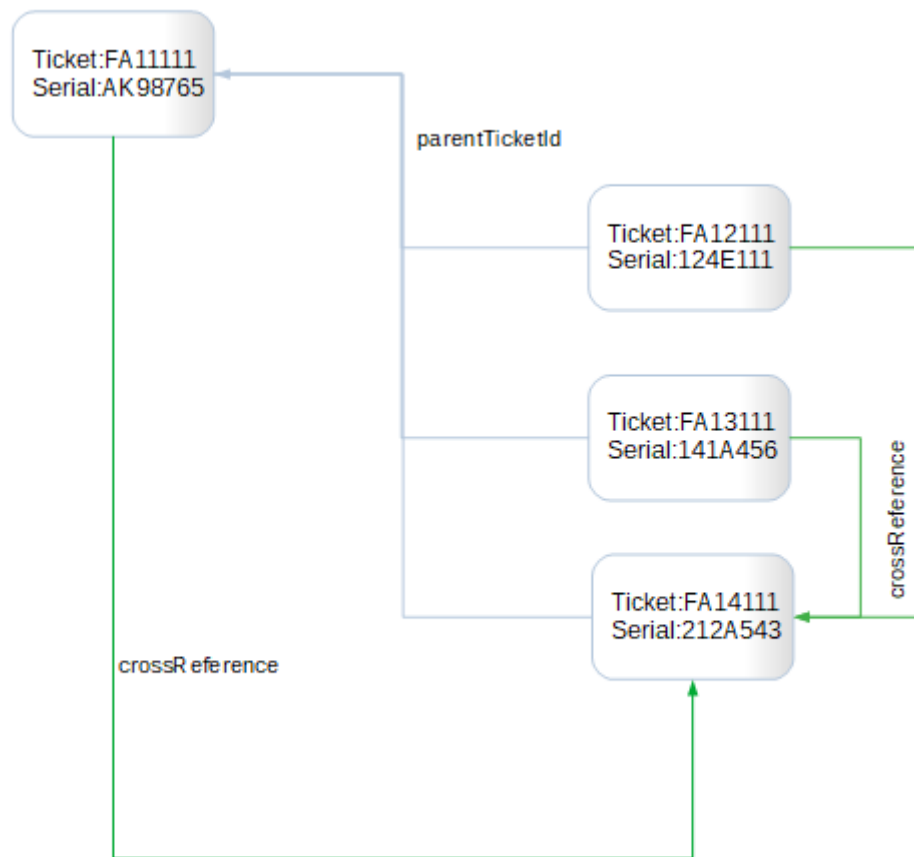 Ticket:FA11111
Serial:AK98765
parentTicketId
Ticket:FA12111
Serial:124E111
Ticket:FA13111
Serial:141A456
crossReference
Ticket:FA14111
Serial:212A543
crossReference